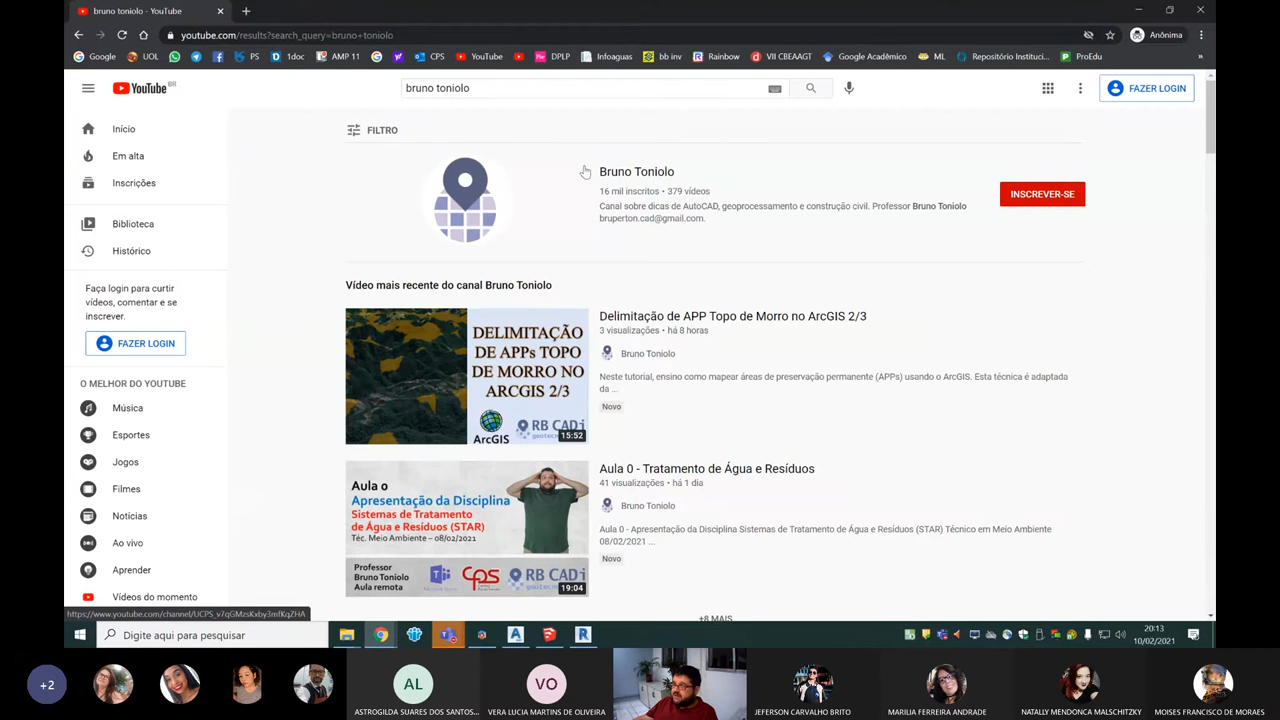 bruno toniolo - YouTube
youtube.com/results?search_query=bruno+toniolo
Anônima
Google
UOL
PS
1doc
AMP 11
CPS
YouTube
DPLP
Infoaguas
bb inv
Rainbow
VII CBEAAGT
Google Acadêmico
ML
Repositório Instituci...
ProEdu
»
YouTube BR
bruno toniolo
FAZER LOGIN
Início
Em alta
Inscrições
Biblioteca
Histórico
Faça login para curtir
vídeos, comentar e se
inscrever.
FAZER LOGIN
O MELHOR DO YOUTUBE
Música
Esportes
Jogos
Filmes
Notícias
Ao vivo
Aprender
Vídeos do momento
FILTRO
Bruno Toniolo
16 mil inscritos • 379 vídeos
Canal sobre dicas de AutoCAD, geoprocessamento e construção civil. Professor Bruno Toniolo
bruperton.cad@gmail.com.
INSCREVER-SE
Vídeo mais recente do canal Bruno Toniolo
DELIMITAÇÃO
DE APPs TOPO
DE MORRO NO
ARCGIS 2/3
ArcGIS
RB CADi
15:52
Delimitação de APP Topo de Morro no ArcGIS 2/3
3 visualizações • há 8 horas
Bruno Toniolo
Neste tutorial, ensino como mapear áreas de preservação permanente (APPs) usando o ArcGIS. Esta técnica é adaptada
da ...
Novo
Aula 0
Apresentação da Disciplina
Sistemas de Tratamento
de Água e Resíduos (STAR)
Téc. Meio Ambiente – 08/02/2021
Professor
Bruno Toniolo
Aula remota
cps
RB CADi
19:04
Aula 0 - Tratamento de Água e Resíduos
41 visualizações • há 1 dia
Bruno Toniolo
Aula 0 - Apresentação da Disciplina Sistemas de Tratamento de Água e Resíduos (STAR) Técnico em Meio Ambiente
08/02/2021 ...
Novo
+8 MAIS
Digite aqui para pesquisar
20:13
10/02/2021
+2
AL
ASTROGILDA SUARES DOS SANTOS...
VO
VERA LUCIA MARTINS DE OLIVEIRA
JEFERSON CARVALHO BRITO
MARILIA FERREIRA ANDRADE
NATALLY MENDONCA MALSCHITZKY
MOISES FRANCISCO DE MORAES